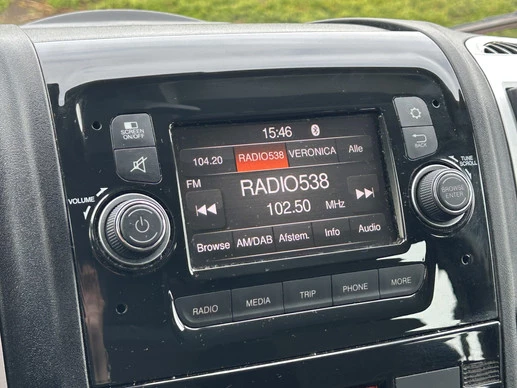 SCREEN
ON/OFF
15:46
104.20 RADIO538 VERONICA Alle
FM
RADIO538
102.50 MHz
Browse AM/DAB Afstem. Info Audio
VOLUME
BACK
TUNE
SCROLL
BROWSE
ENTER
RADIO MEDIA TRIP PHONE MORE